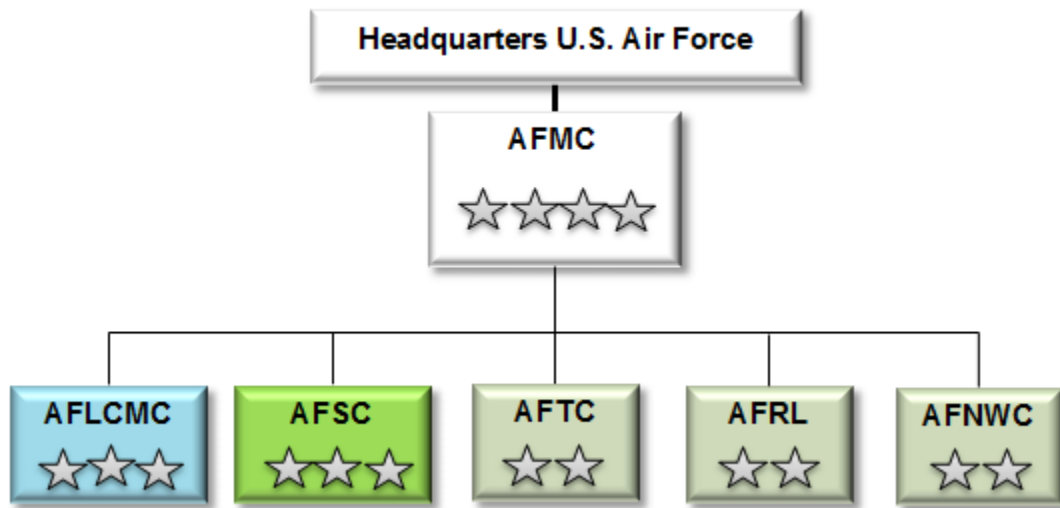 Headquarters U.S. Air Force
AFMC
AFLCMC
AFSC
AFTC
AFRL
AFNWC